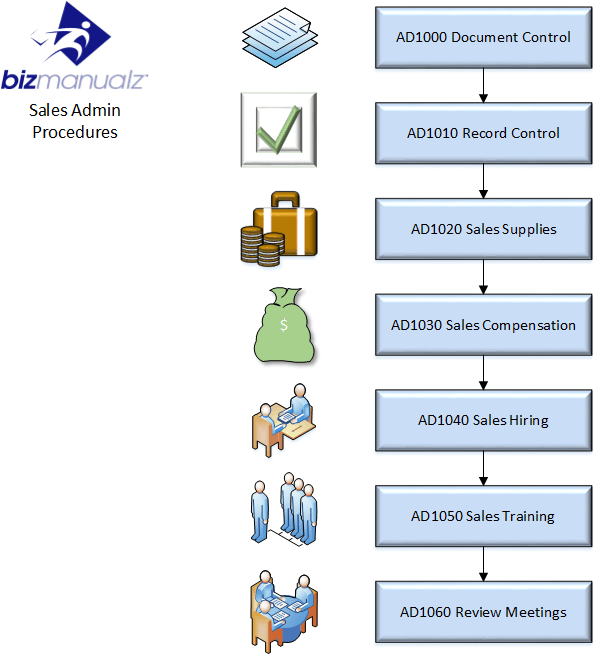 bizmanualz
Sales Admin
Procedures
AD1000 Document Control
AD1010 Record Control
AD1020 Sales Supplies
$
AD1030 Sales Compensation
AD1040 Sales Hiring
AD1050 Sales Training
AD1060 Review Meetings